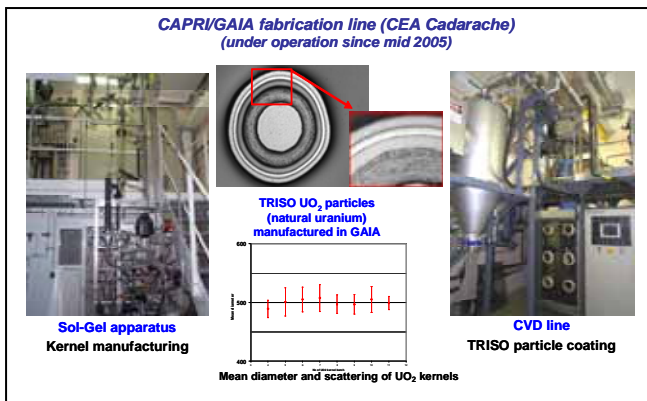 CAPRI/GAIA fabrication line (CEA Cadarache)
(under operation since mid 2005)
TRISO UO₂ particles
(natural uranium)
manufactured in GAIA
600
500
400
Sol-Gel apparatus
Kernel manufacturing
CVD line
TRISO particle coating
Mean diameter and scattering of UO₂ kernels